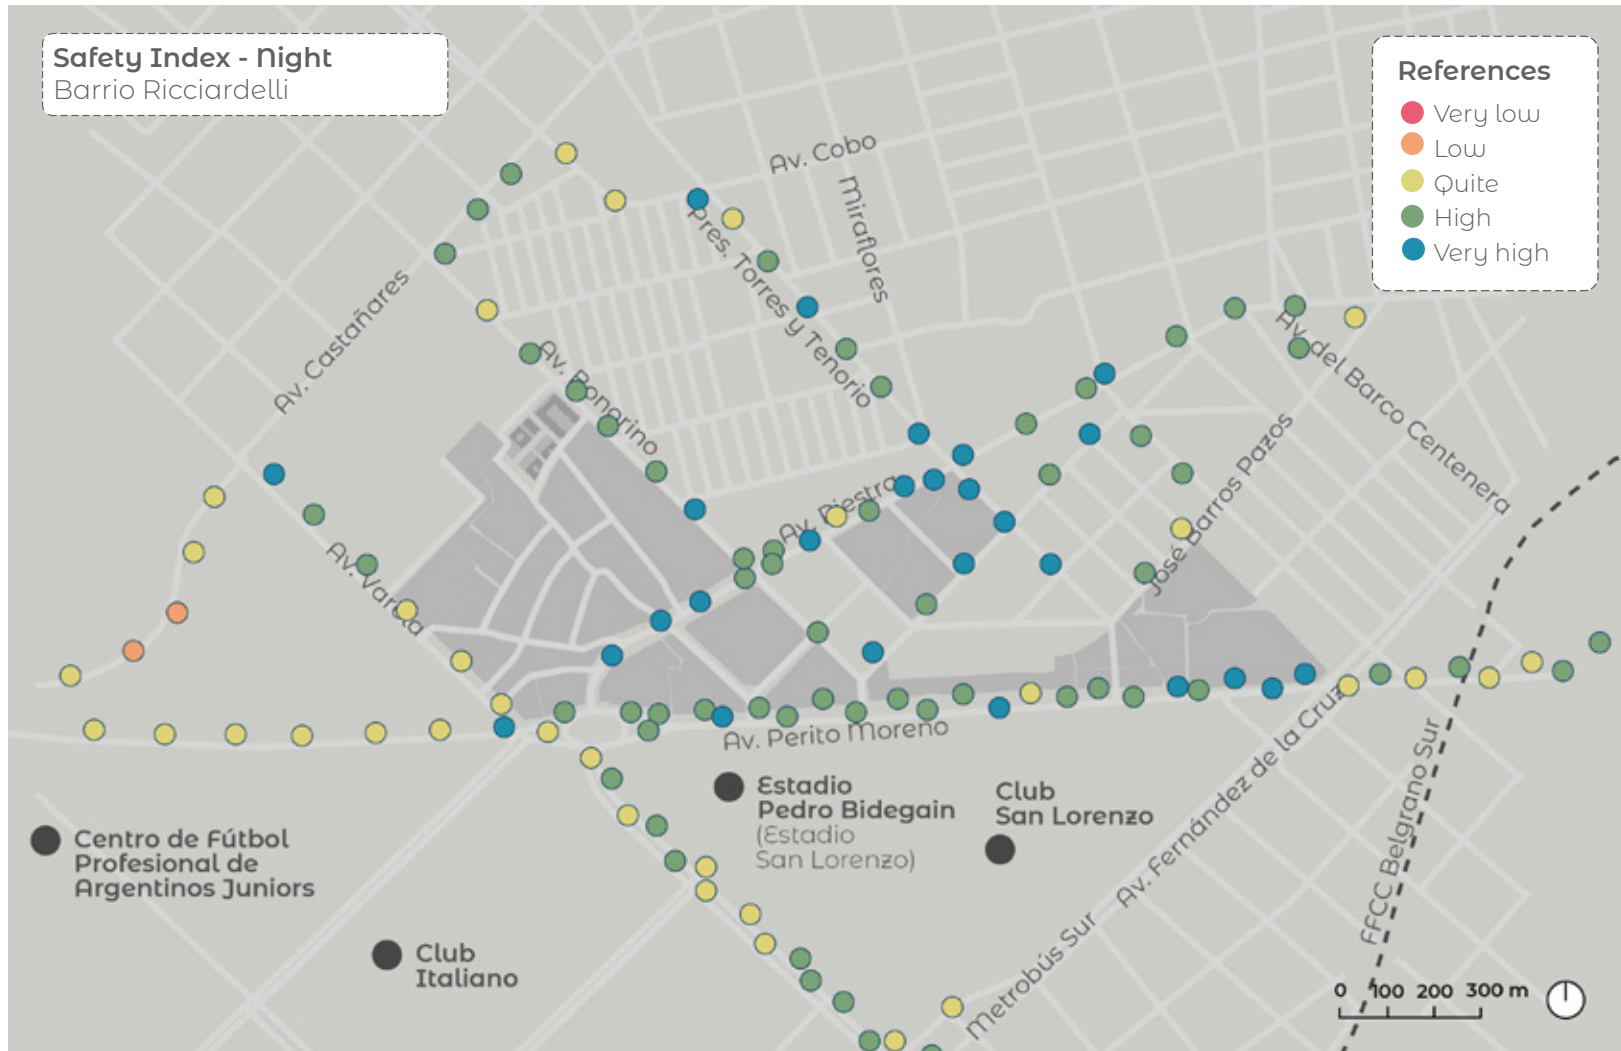 Safety Index - Night
Barrio Ricciardelli
References
Very low
Low
Quite
High
Very high
Av. Cobo
Miraflores
Pres. Torres y Tenorio
Av. Castañares
Av. Bonorino
Av. del Barco Centenera
José Barros Pazos
Av. Riestra
Av. Varela
Av. Perito Moreno
Estadio
Pedro Bidegain
(Estadio
San Lorenzo)
Club
San Lorenzo
Centro de Fútbol
Profesional de
Argentinos Juniors
Club
Italiano
Av. Fernández de la Cruz
Metrobús Sur
FFCC Belgrano Sur
0 100 200 300 m